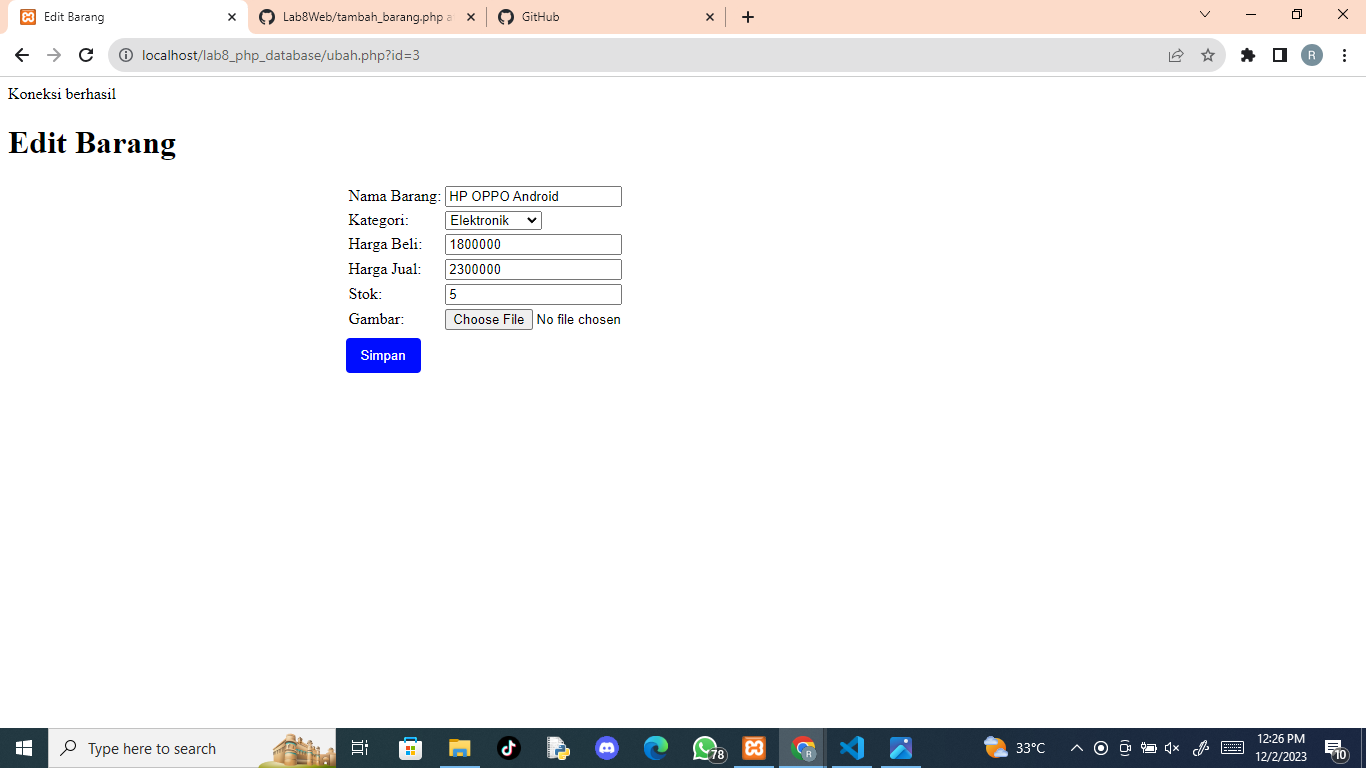 Edit Barang
Lab8Web/tambah_barang.php a
GitHub
localhost/lab8_php_database/ubah.php?id=3
R
Koneksi berhasil
Edit Barang
Nama Barang: HP OPPO Android
Kategori: Elektronik
Harga Beli: 1800000
Harga Jual: 2300000
Stok: 5
Gambar: Choose File No file chosen
Simpan
Type here to search
78
R
33°C
12:26 PM
12/2/2023
10